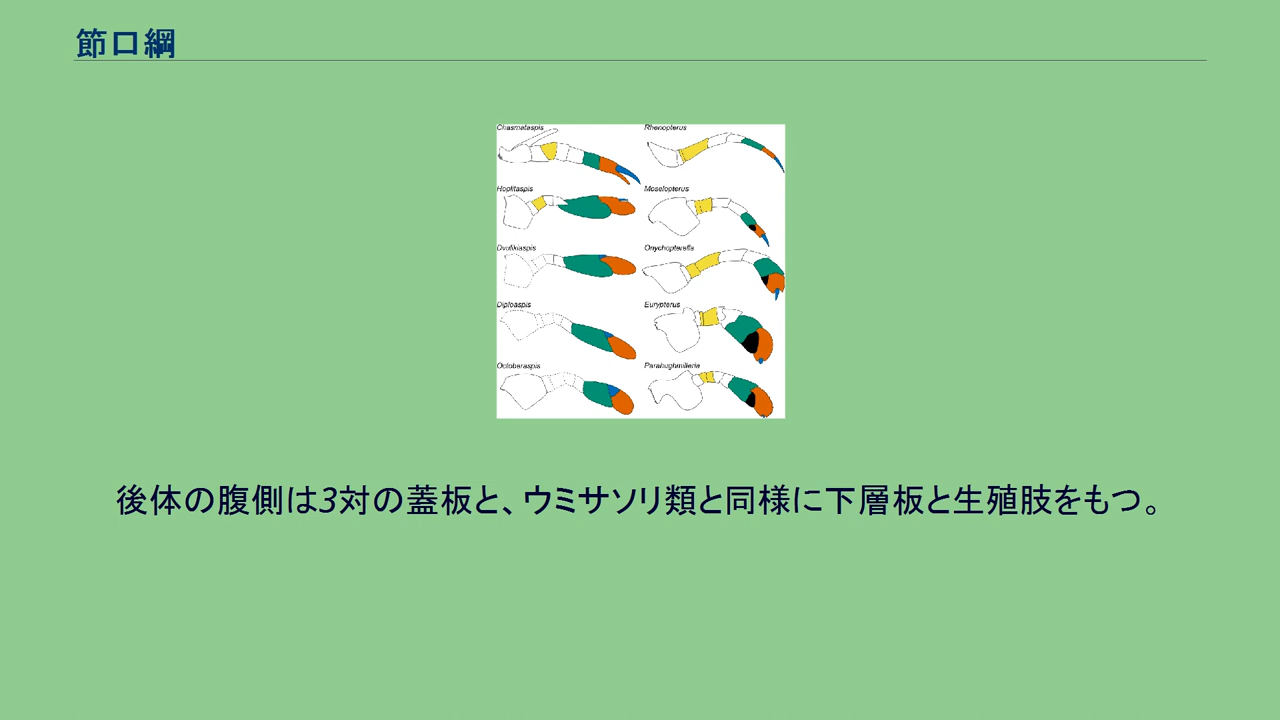 節口綱
Chasmataspis
Rhenopterus
Hoplitaspis
Moselopterus
Dvulikiaspis
Onychopterella
Diploaspis
Eurypterus
Octoberaspis
Parahughmilleria
後体の腹側は3対の蓋板と、ウミサソリ類と同様に下層板と生殖肢をもつ。